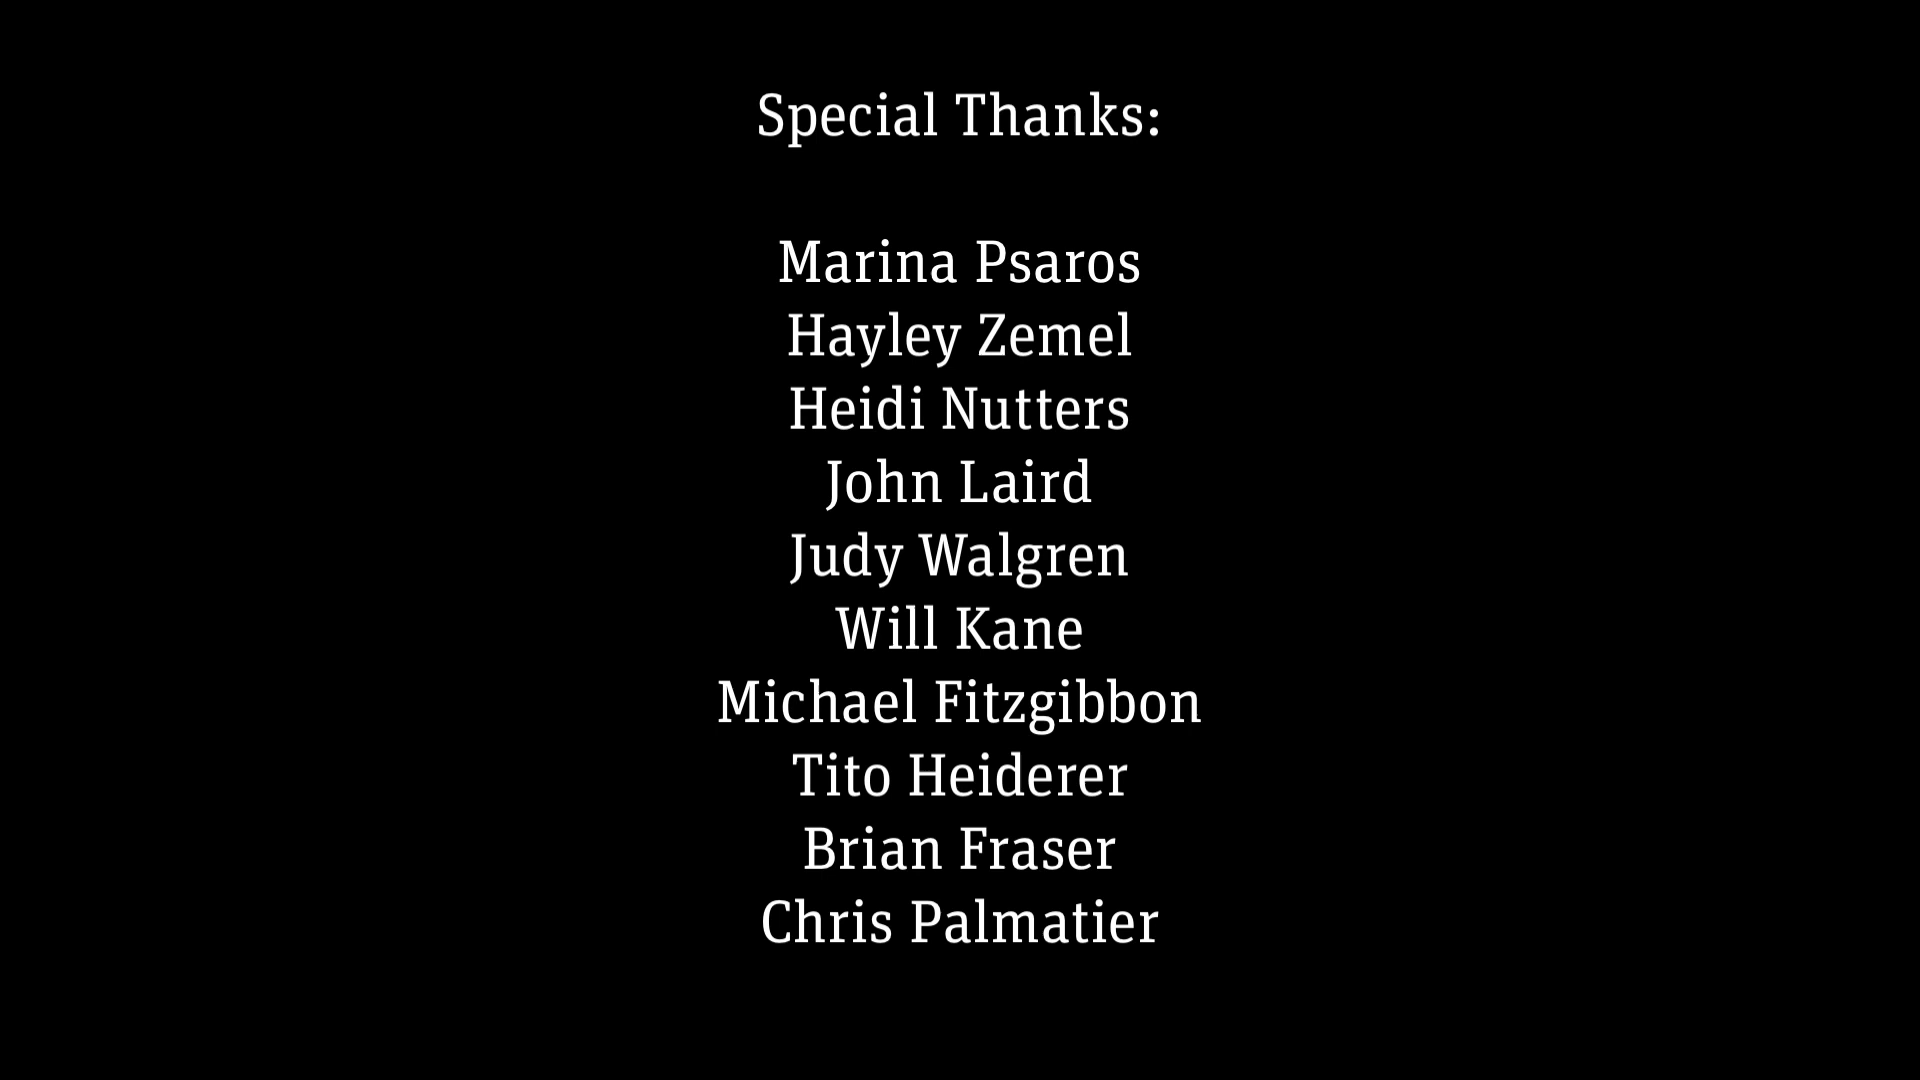 Special Thanks:
Marina Psaros
Hayley Zemel
Heidi Nutters
John Laird
Judy Walgren
Will Kane
Michael Fitzgibbon
Tito Heiderer
Brian Fraser
Chris Palmatier